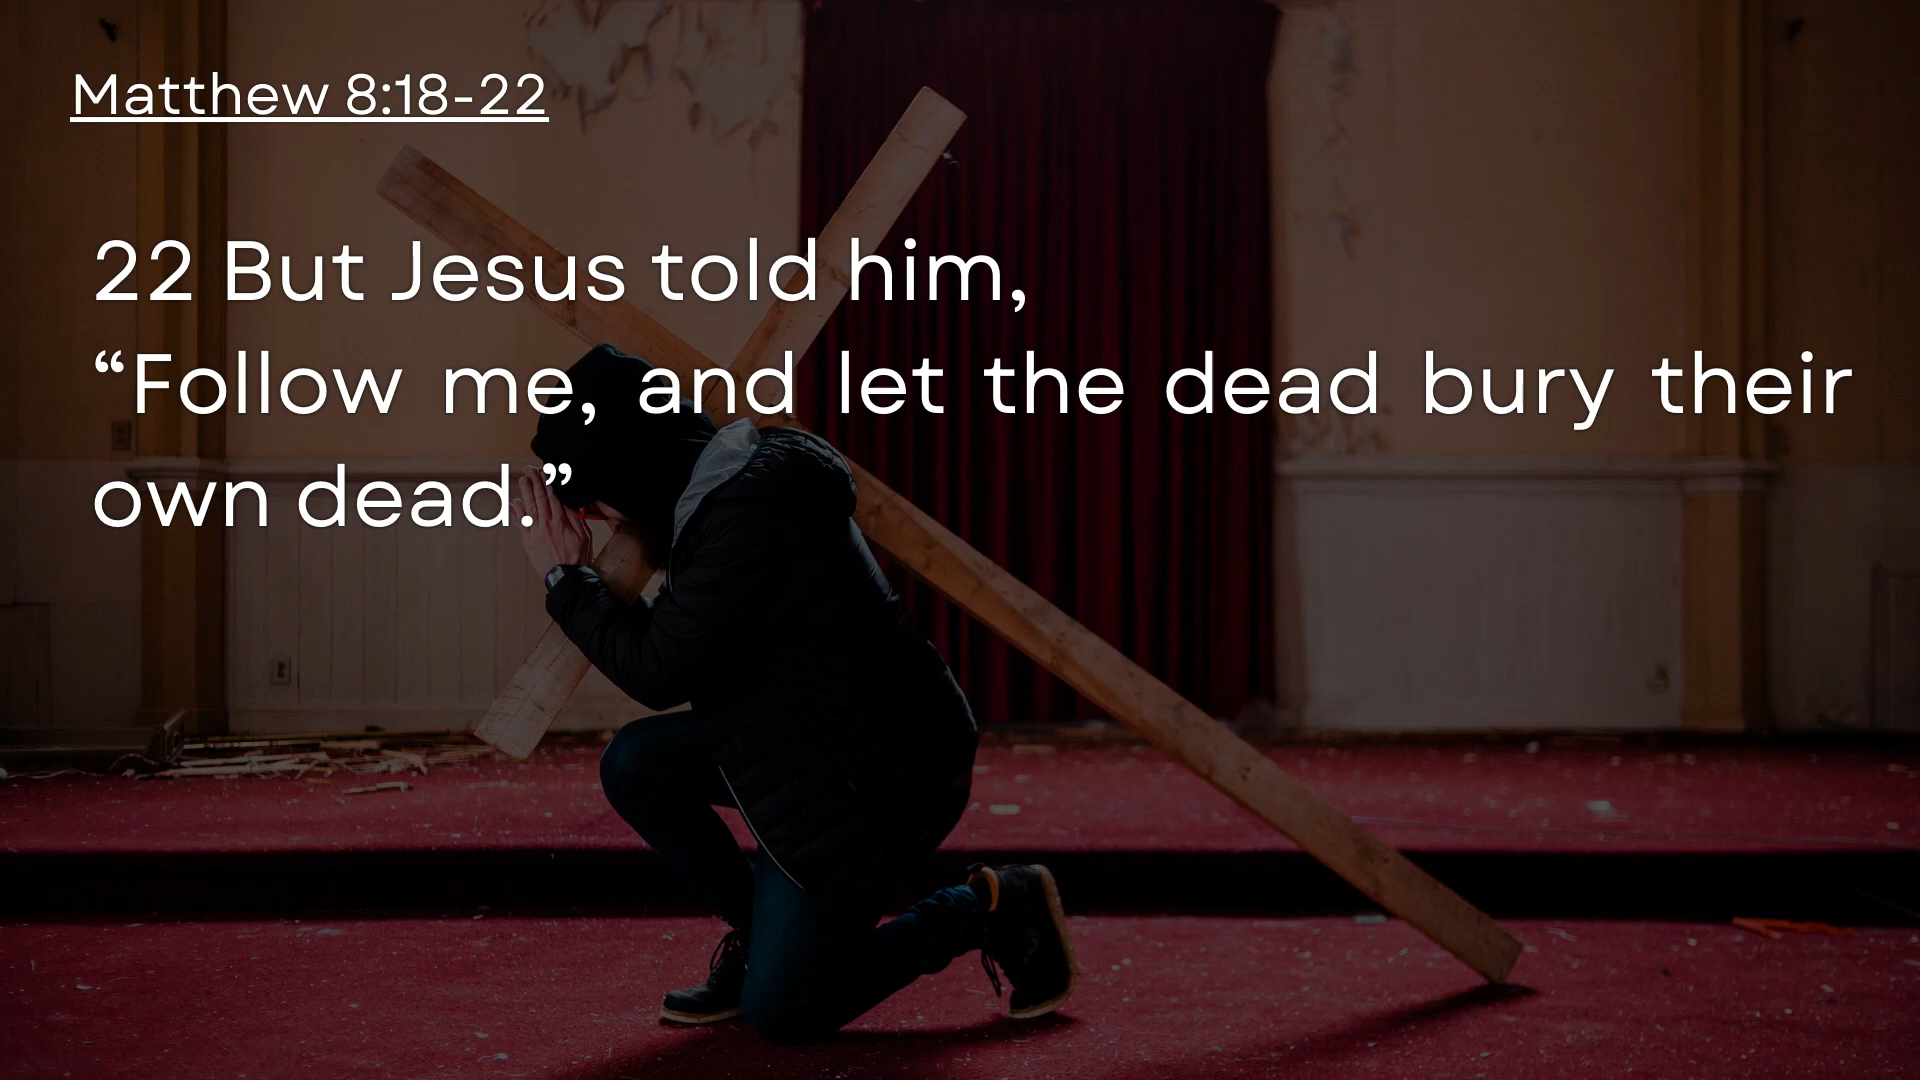 Matthew 8:18-22
22 But Jesus told him,
“Follow me, and let the dead bury their
own dead.”